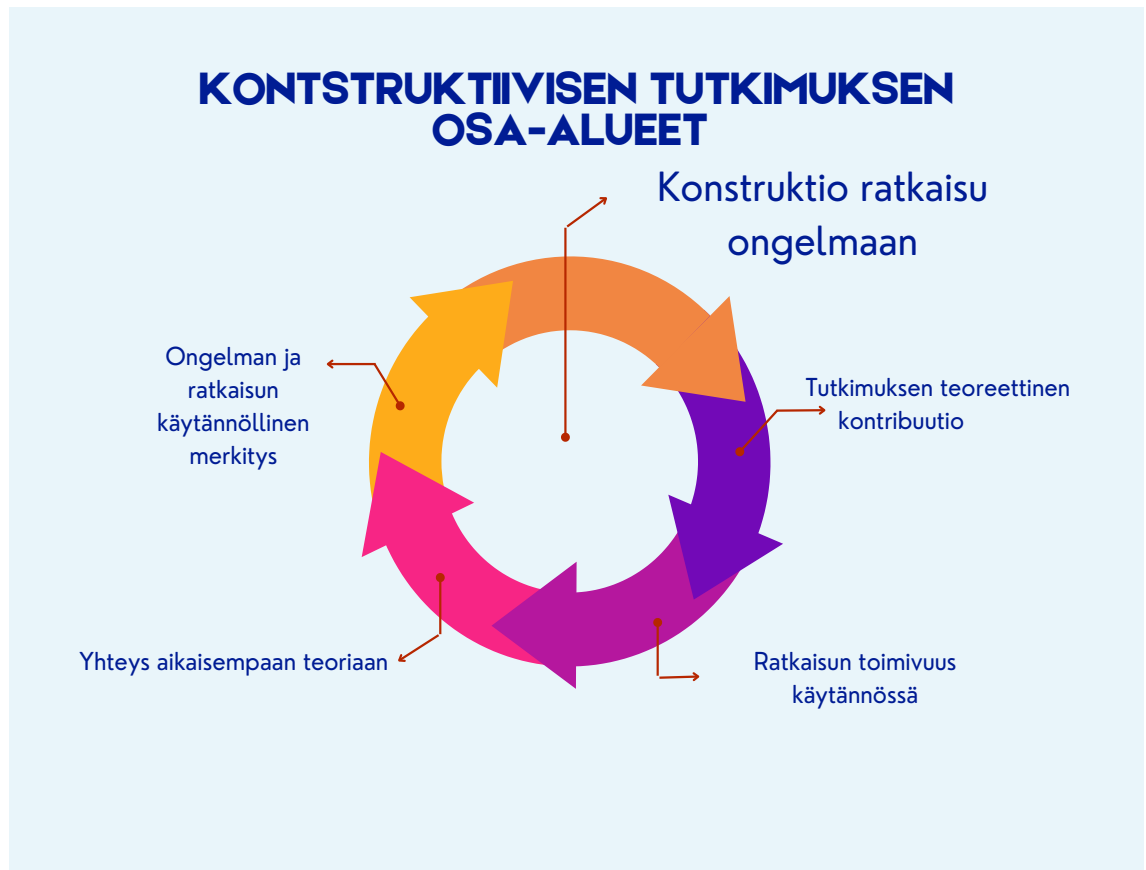 KONTSTRUKTIIVISEN TUTKIMUKSEN
OSA-ALUEET
Konstruktio ratkaisu
ongelmaan
Ongelman ja
ratkaisun
käytännöllinen
merkitys
Tutkimuksen teoreettinen
kontribuutio
Yhteys aikaisempaan teoriaan
Ratkaisun toimivuus
käytännössä